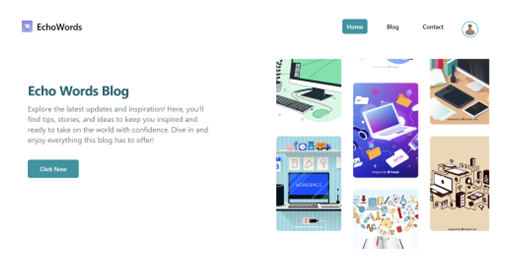 EchoWords
Home
Blog
Contact
Echo Words Blog
Explore the latest updates and inspiration! Here, you'll
find tips, stories, and ideas to keep you inspired and
ready to take on the world with confidence. Dive in and
enjoy everything this blog has to offer!
Click Now
WORKSPACE